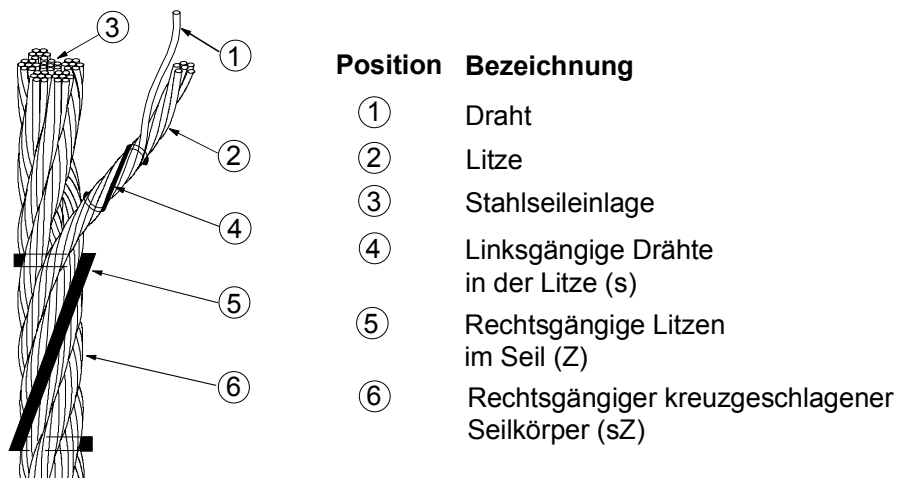 3
1
2
4
5
6
Position Bezeichnung
1 Draht
2 Litze
3 Stahlseileinlage
4 Linksgängige Drähte
in der Litze (s)
5 Rechtsgängige Litzen
im Seil (Z)
6 Rechtsgängiger kreuzgeschlagener
Seilkörper (sZ)